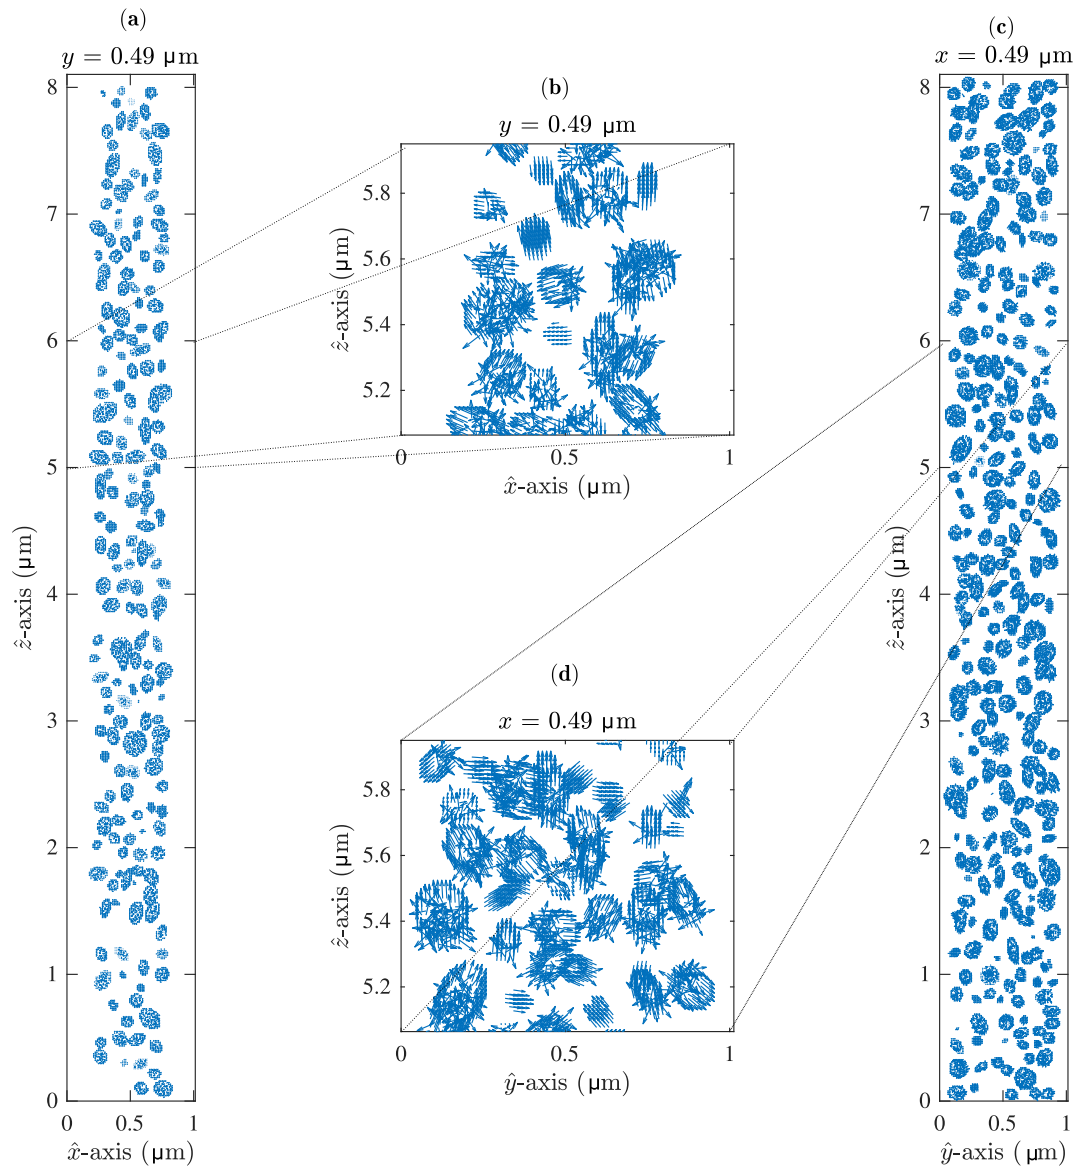 (a)
y = 0.49 μm
8
7
6
5
4
3
2
1
0
ẑ-axis (μm)
0 0.5 1
x̂-axis (μm)
(b)
y = 0.49 μm
5.8
5.6
5.4
5.2
ẑ-axis (μm)
0 0.5 1
x̂-axis (μm)
(d)
x = 0.49 μm
5.8
5.6
5.4
5.2
ẑ-axis (μm)
0 0.5 1
ŷ-axis (μm)
(c)
x = 0.49 μm
8
7
6
5
4
3
2
1
0
ẑ-axis (μm)
0 0.5 1
ŷ-axis (μm)